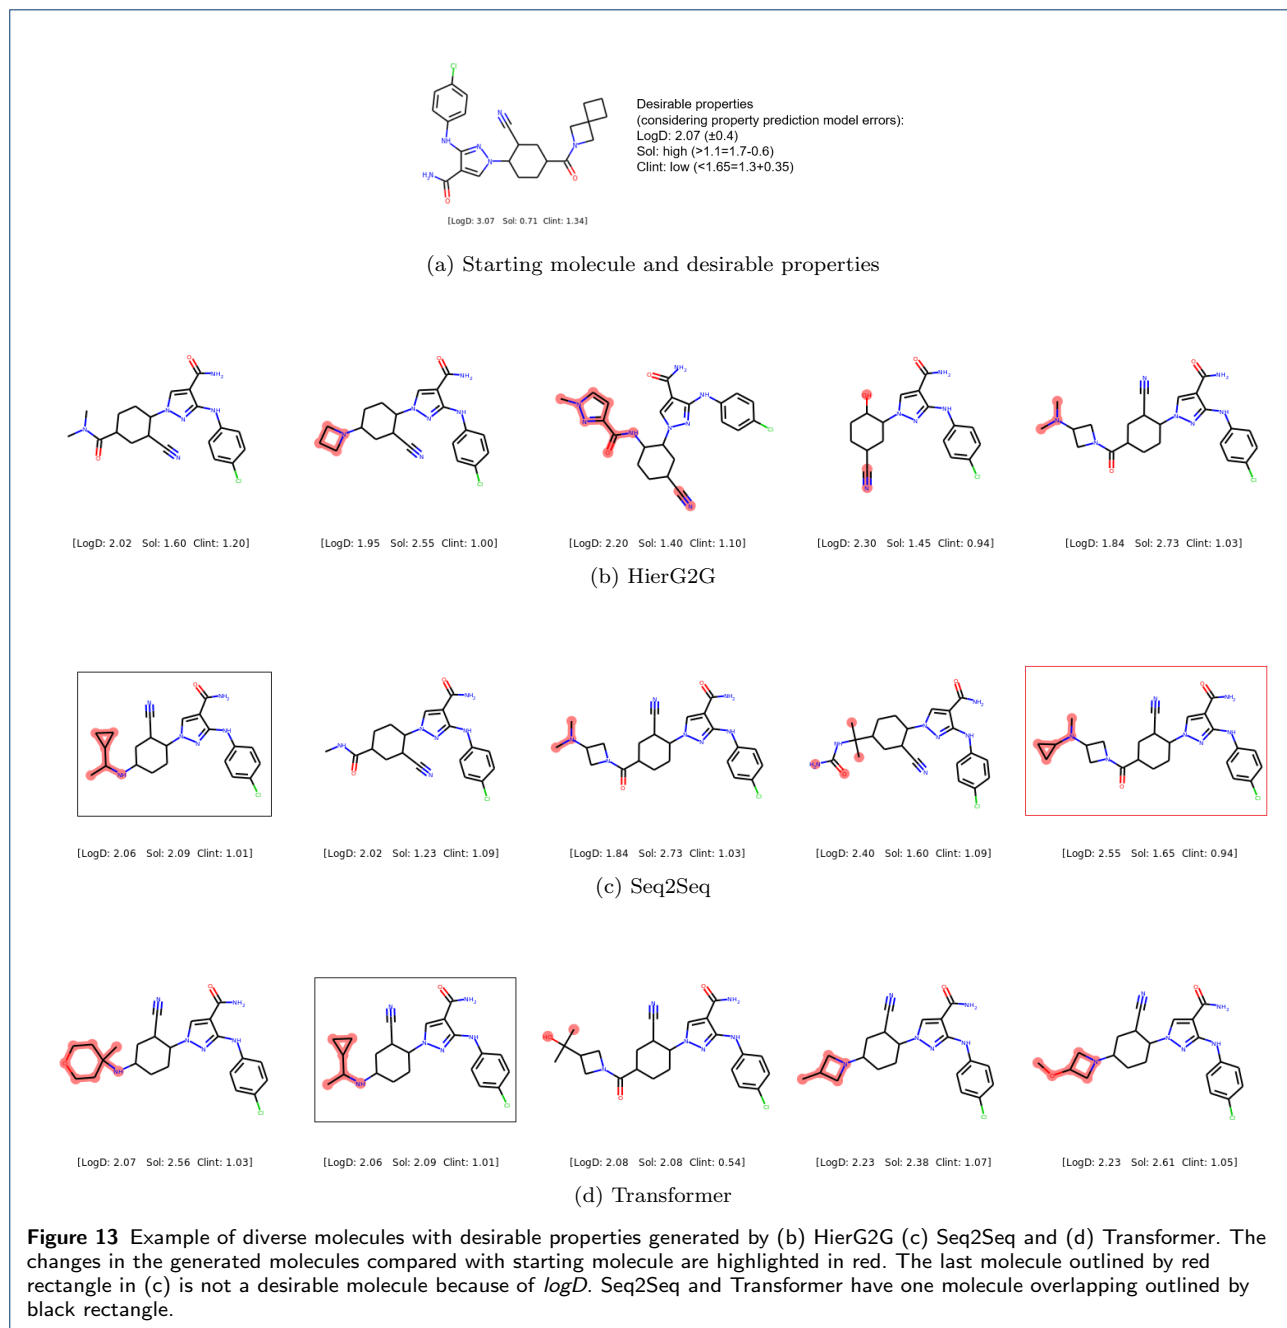 Cl
N
NH
N
N
N
H₂N
O
O
[LogD: 3.07 Sol: 0.71 Clint: 1.34]
Desirable properties
(considering property prediction model errors):
LogD: 2.07 (±0.4)
Sol: high (>1.1=1.7-0.6)
Clint: low (<1.65=1.3+0.35)
(a) Starting molecule and desirable properties
[LogD: 2.02 Sol: 1.60 Clint: 1.20]
[LogD: 1.95 Sol: 2.55 Clint: 1.00]
[LogD: 2.20 Sol: 1.40 Clint: 1.10]
[LogD: 2.30 Sol: 1.45 Clint: 0.94]
[LogD: 1.84 Sol: 2.73 Clint: 1.03]
(b) HierG2G
[LogD: 2.06 Sol: 2.09 Clint: 1.01]
[LogD: 2.02 Sol: 1.23 Clint: 1.09]
[LogD: 1.84 Sol: 2.73 Clint: 1.03]
[LogD: 2.40 Sol: 1.60 Clint: 1.09]
[LogD: 2.55 Sol: 1.65 Clint: 0.94]
(c) Seq2Seq
[LogD: 2.07 Sol: 2.56 Clint: 1.03]
[LogD: 2.06 Sol: 2.09 Clint: 1.01]
[LogD: 2.08 Sol: 2.08 Clint: 0.54]
[LogD: 2.23 Sol: 2.38 Clint: 1.07]
[LogD: 2.23 Sol: 2.61 Clint: 1.05]
(d) Transformer
Figure 13 Example of diverse molecules with desirable properties generated by (b) HierG2G (c) Seq2Seq and (d) Transformer. The
changes in the generated molecules compared with starting molecule are highlighted in red. The last molecule outlined by red
rectangle in (c) is not a desirable molecule because of logD. Seq2Seq and Transformer have one molecule overlapping outlined by
black rectangle.